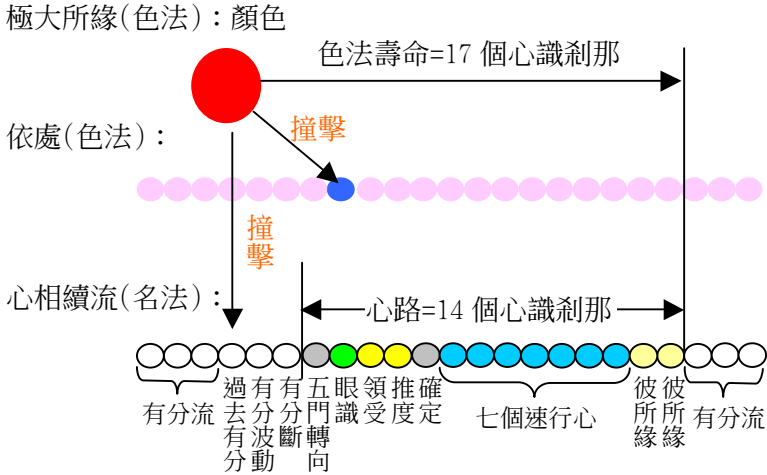 極大所緣(色法)：顏色
色法壽命=17 個心識剎那
撞擊
依處(色法)：
撞擊
心相續流(名法)：
心路=14 個心識剎那
有分流
過去有分
有分波動
有分斷
五門轉向
眼識
領受
推度
確定
七個速行心
彼所緣
彼所緣
有分流